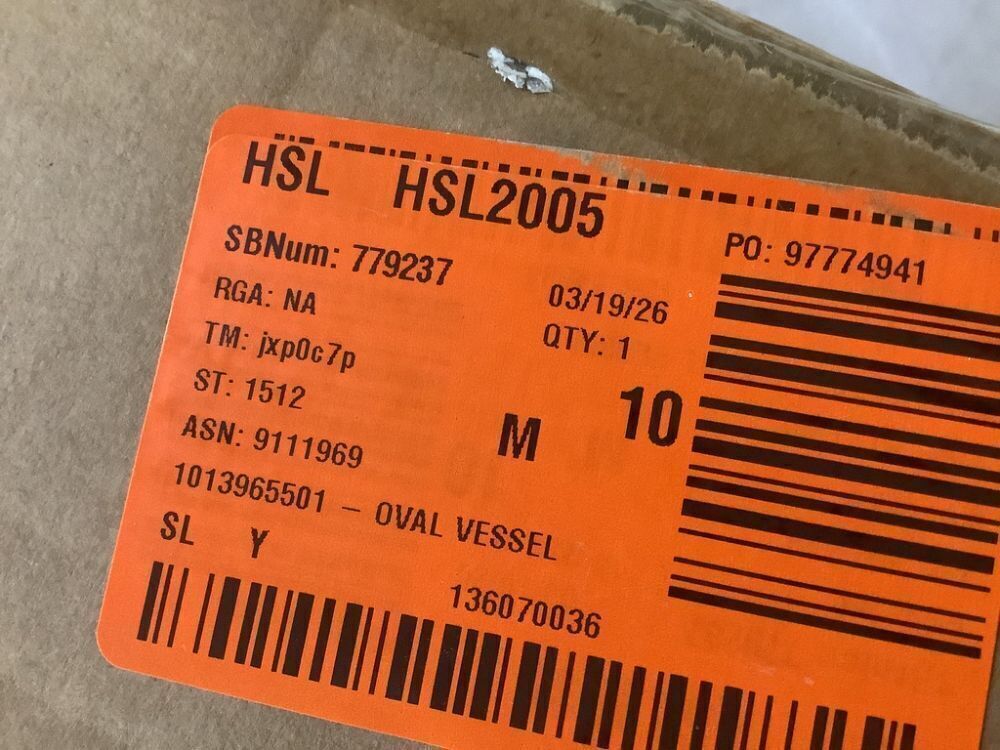 HSL HSL2005
SBNum: 779237
PO: 97774941
RGA: NA
03/19/26
TM: jxp0c7p
QTY: 1
ST: 1512
M 10
ASN: 9111969
1013965501 – OVAL VESSEL
SL Y
136070036